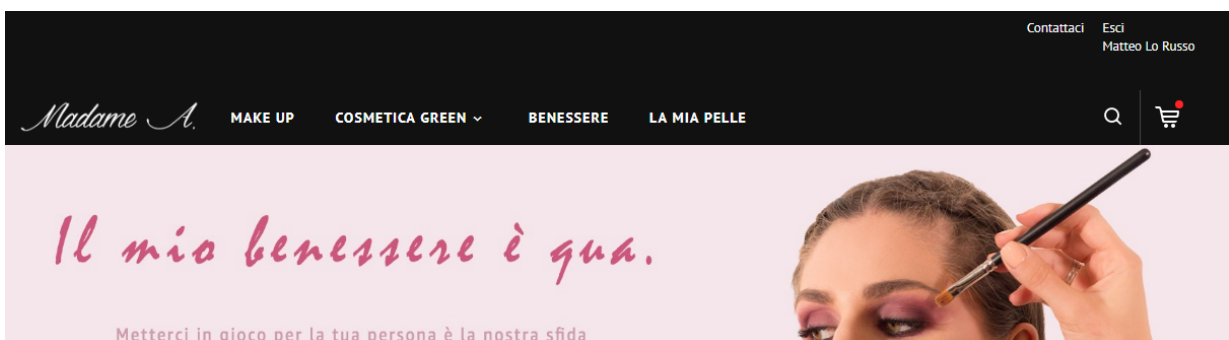 Contattaci Esci
Matteo Lo Russo
Madame A. MAKE UP COSMETICA GREEN BENESSERE LA MIA PELLE
Il mio benessere è qua.
Metterci in gioco per la tua persona è la nostra sfida